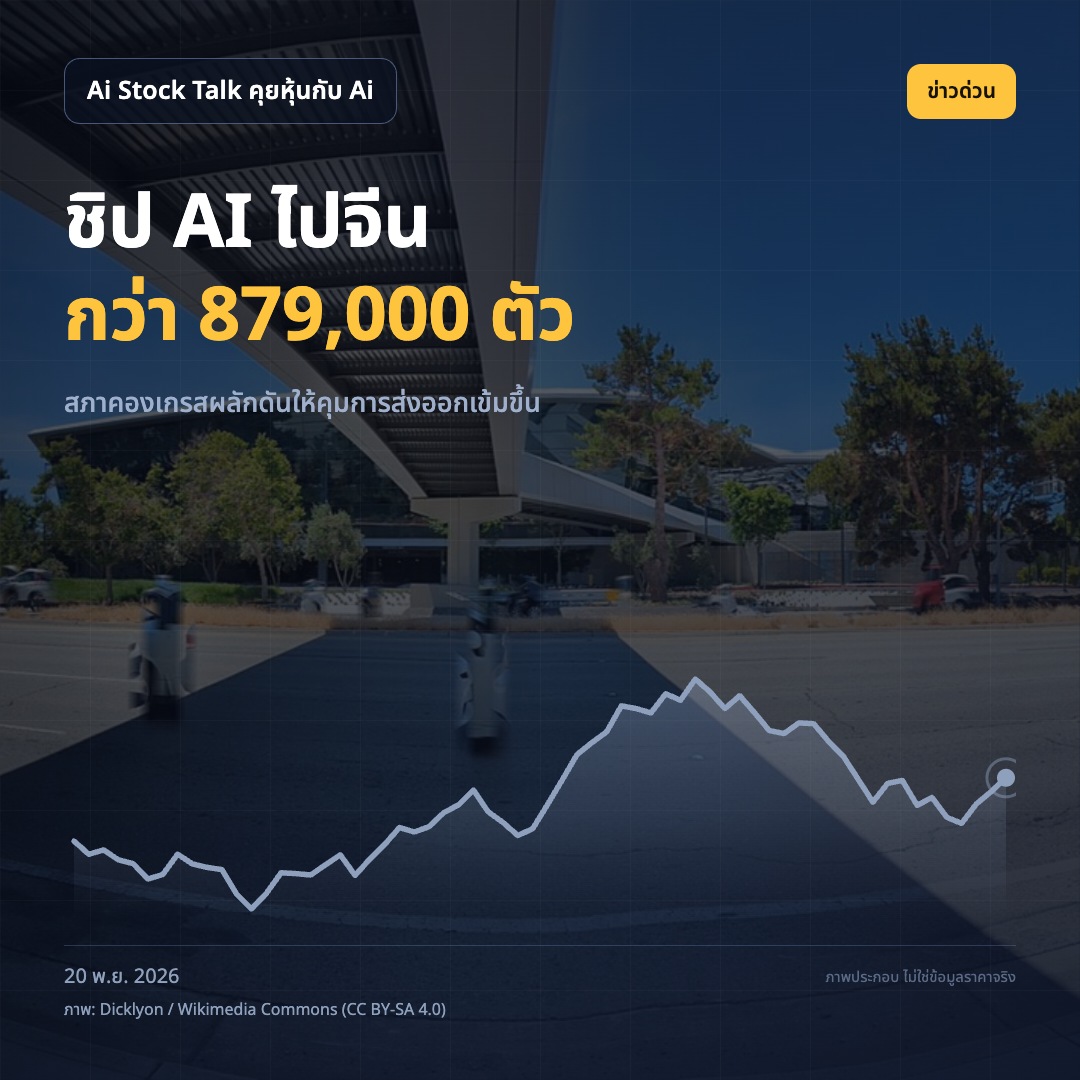 Ai Stock Talk คุยหุ้นกับ Ai
ข่าวด่วน
ชิป AI ไปจีน
กว่า 879,000 ตัว
สภาคองเกรสผลักดันให้คุมการส่งออกเข้มขึ้น
20 พ.ย. 2026
ภาพประกอบ ไม่ใช่ข้อมูลราคาจริง
ภาพ: Dicklyon / Wikimedia Commons (CC BY-SA 4.0)